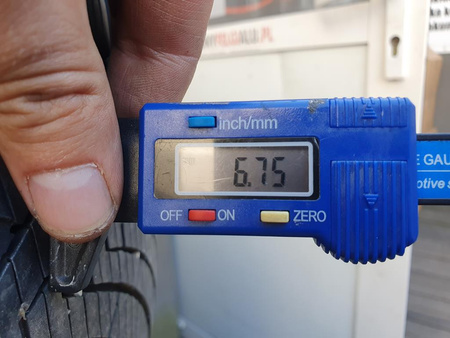 inch/mm
6.75
OFF
ON
ZERO
E GAU
otive s